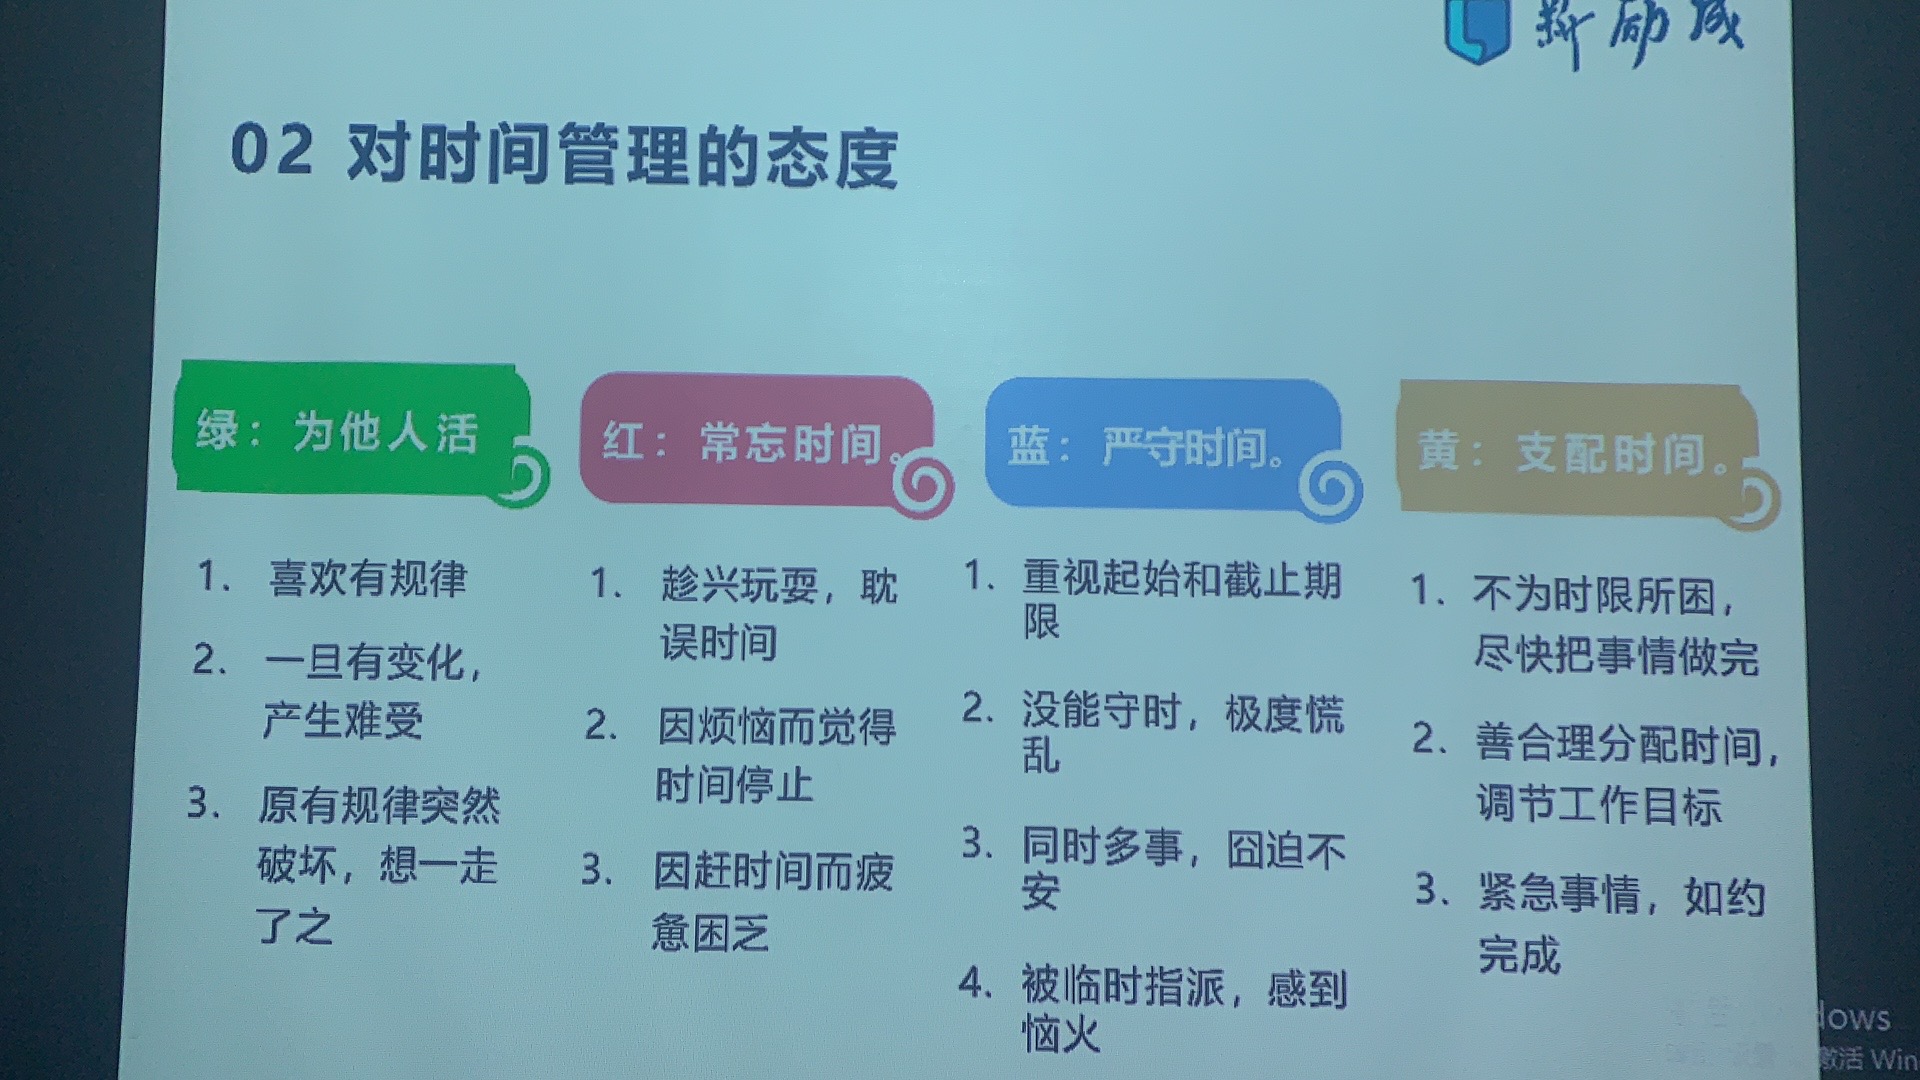 新励成
02 对时间管理的态度
绿：为他人活
1. 喜欢有规律
2. 一旦有变化，
产生难受
3. 原有规律突然
破坏，想一走
了之
红：常忘时间。
1. 趁兴玩耍，耽
误时间
2. 因烦恼而觉得
时间停止
3. 因赶时间而疲
惫困乏
蓝：严守时间。
1. 重视起始和截止期
限
2. 没能守时，极度慌
乱
3. 同时多事，囧迫不
安
4. 被临时指派，感到
恼火
黄：支配时间。
1. 不为时限所困，
尽快把事情做完
2. 善合理分配时间，
调节工作目标
3. 紧急事情，如约
完成
dows
激活 Win